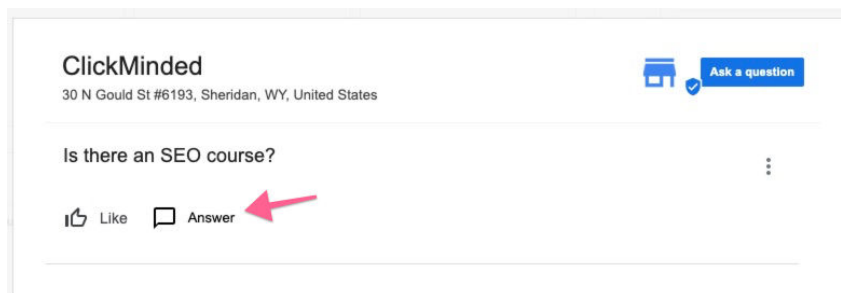 ClickMinded
30 N Gould St #6193, Sheridan, WY, United States
Ask a question
Is there an SEO course?
Like
Answer